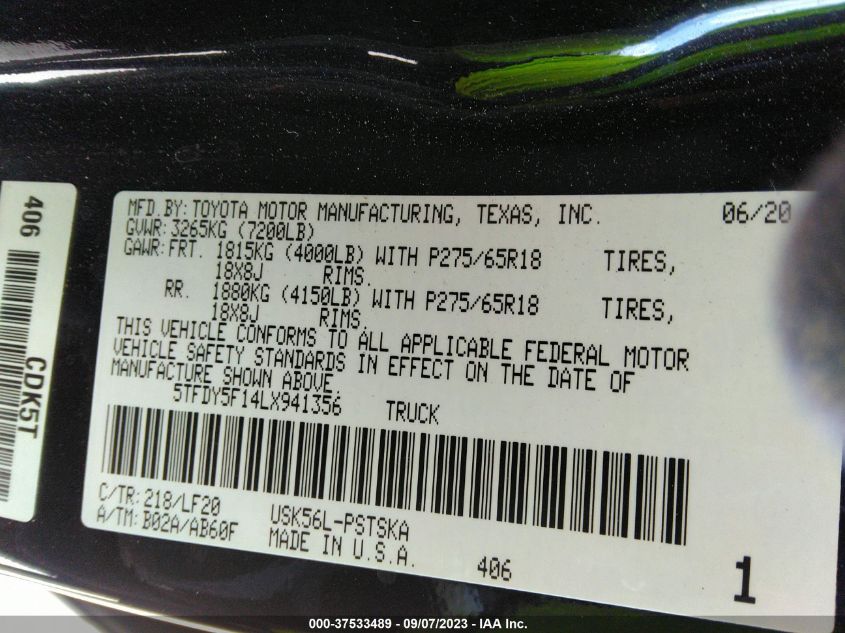 MFD.BY:TOYOTA MOTOR MANUFACTURING, TEXAS, INC. 06/20
GVWR:3265KG (7200LB)
GAWR:FRT. 1815KG (4000LB) WITH P275/65R18 TIRES,
18X8J RIMS.
RR. 1880KG (4150LB) WITH P275/65R18 TIRES,
18X8J RIMS.
THIS VEHICLE CONFORMS TO ALL APPLICABLE FEDERAL MOTOR
VEHICLE SAFETY STANDARDS IN EFFECT ON THE DATE OF
MANUFACTURE SHOWN ABOVE.
5TFDY5F14LX941356 TRUCK
C/TR:218/LF20 USK56L-PSTSKA
A/TM:B02A/AB60F MADE IN U.S.A. 406
1
406
CDK5T
000-37533489 - 09/07/2023 - © IAA Inc.